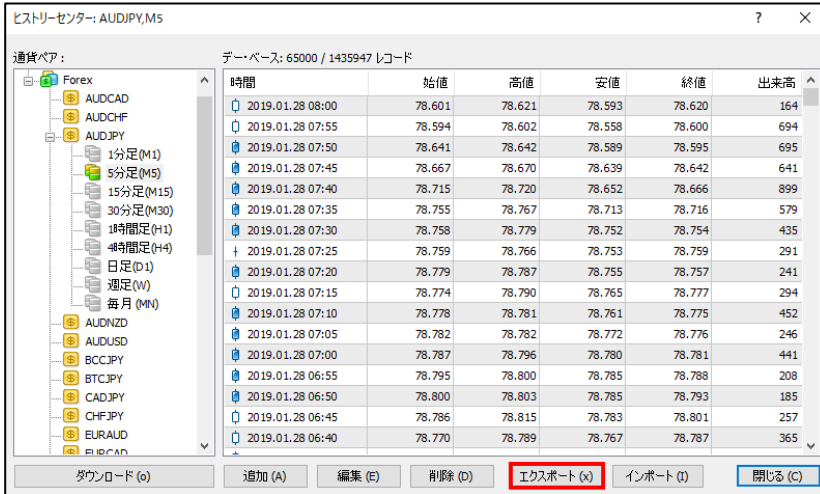 ヒストリーセンター: AUDJPY,M5
? ×
通貨ペア :
データ・ベース: 65000 / 1435947 レコード
Forex
AUDCAD
AUDCHF
AUDJPY
1分足(M1)
5分足(M5)
15分足(M15)
30分足(M30)
1時間足(H1)
4時間足(H4)
日足(D1)
週足(W)
毎月 (MN)
AUDNZD
AUDUSD
BCCJPY
BTCJPY
CADJPY
CHFJPY
EURAUD
EURCAD
時間 始値 高値 安値 終値 出来高
2019.01.28 08:00 78.601 78.621 78.593 78.620 164
2019.01.28 07:55 78.594 78.602 78.558 78.600 694
2019.01.28 07:50 78.641 78.642 78.589 78.595 695
2019.01.28 07:45 78.667 78.670 78.639 78.642 641
2019.01.28 07:40 78.715 78.720 78.652 78.666 899
2019.01.28 07:35 78.755 78.767 78.713 78.716 579
2019.01.28 07:30 78.758 78.779 78.752 78.754 435
2019.01.28 07:25 78.759 78.766 78.753 78.759 291
2019.01.28 07:20 78.779 78.787 78.755 78.757 241
2019.01.28 07:15 78.774 78.790 78.765 78.777 294
2019.01.28 07:10 78.778 78.781 78.761 78.775 452
2019.01.28 07:05 78.782 78.782 78.772 78.776 246
2019.01.28 07:00 78.787 78.796 78.780 78.781 441
2019.01.28 06:55 78.795 78.800 78.785 78.788 208
2019.01.28 06:50 78.800 78.803 78.785 78.793 185
2019.01.28 06:45 78.786 78.815 78.783 78.801 257
2019.01.28 06:40 78.770 78.789 78.767 78.787 365
ダウンロード (o) 追加 (A) 編集 (E) 削除 (D) エクスポート (x) インポート (I) 閉じる (C)